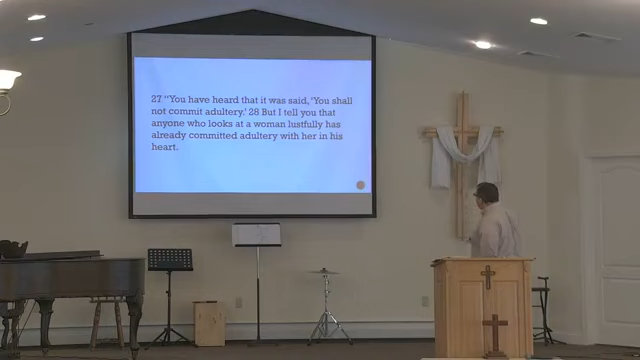 27 "You have heard that it was said, 'You shall
not commit adultery.' 28 But I tell you that
anyone who looks at a woman lustfully has
already committed adultery with her in his
heart.